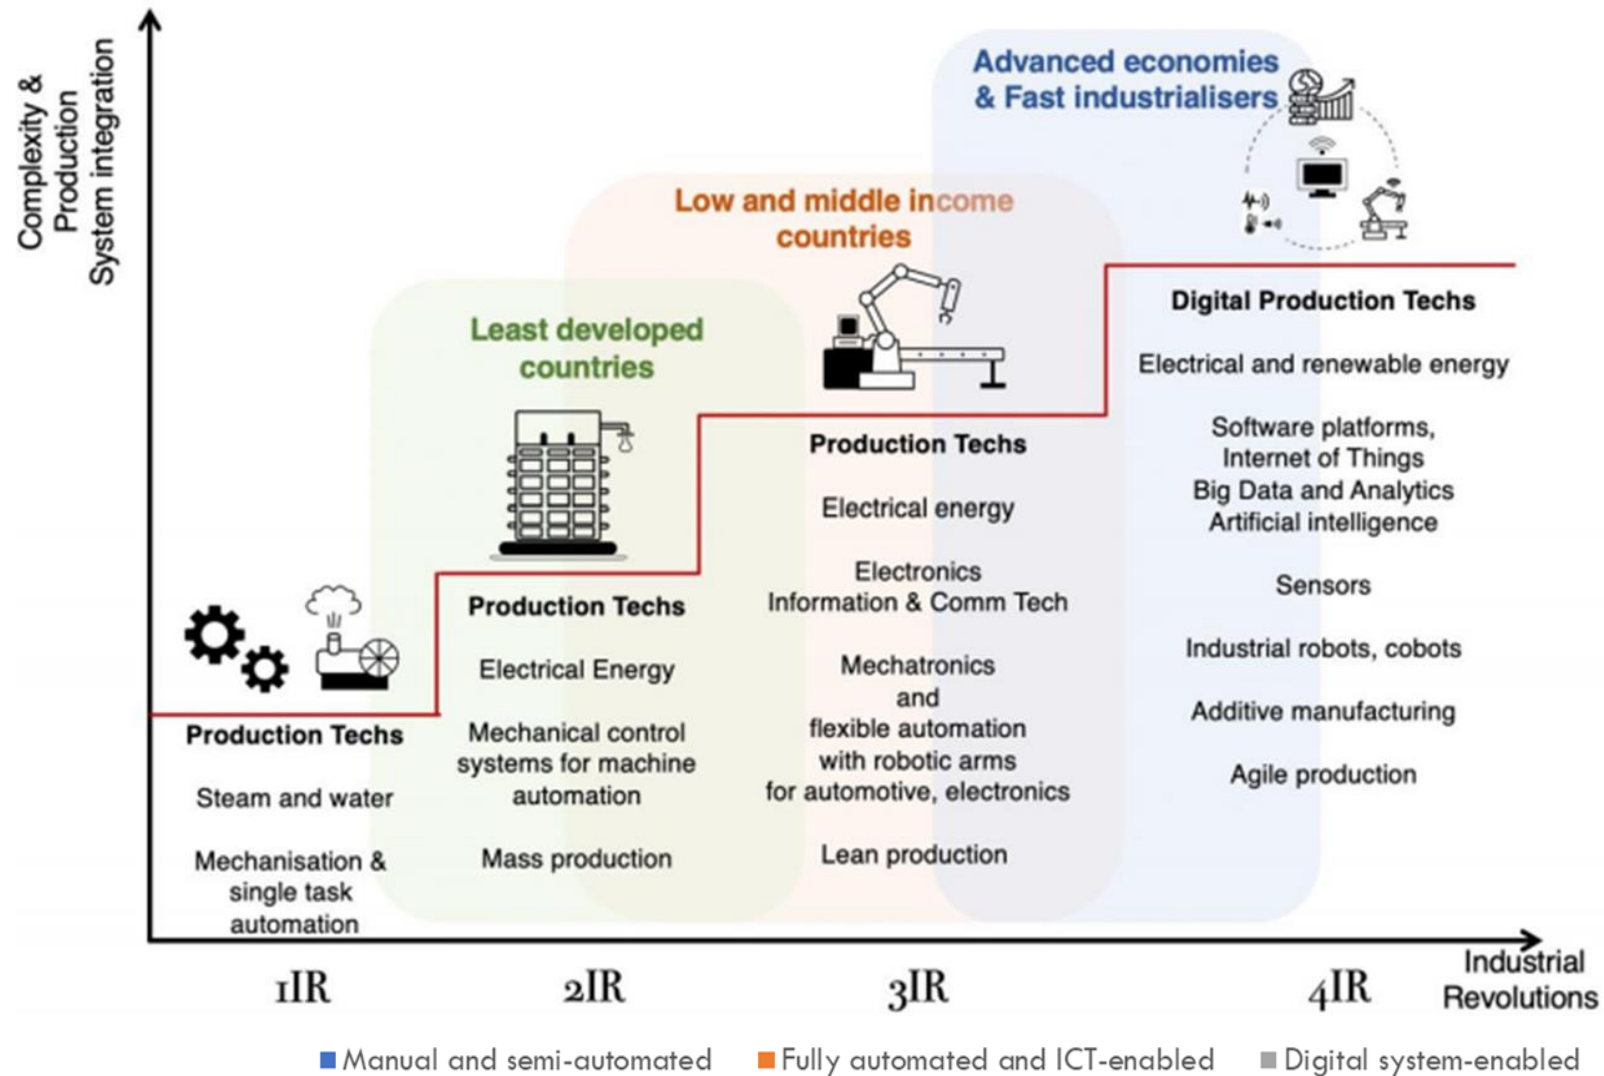 Complexity &
Production
System integration
Advanced economies
& Fast industrialisers
Low and middle income
countries
Least developed
countries
Production Techs
Steam and water
Mechanisation &
single task
automation
Production Techs
Electrical Energy
Mechanical control
systems for machine
automation
Mass production
Production Techs
Electrical energy
Electronics
Information & Comm Tech
Mechatronics
and
flexible automation
with robotic arms
for automotive, electronics
Lean production
Digital Production Techs
Electrical and renewable energy
Software platforms,
Internet of Things
Big Data and Analytics
Artificial intelligence
Sensors
Industrial robots, cobots
Additive manufacturing
Agile production
1IR
2IR
3IR
4IR
Industrial
Revolutions
Manual and semi-automated
Fully automated and ICT-enabled
Digital system-enabled